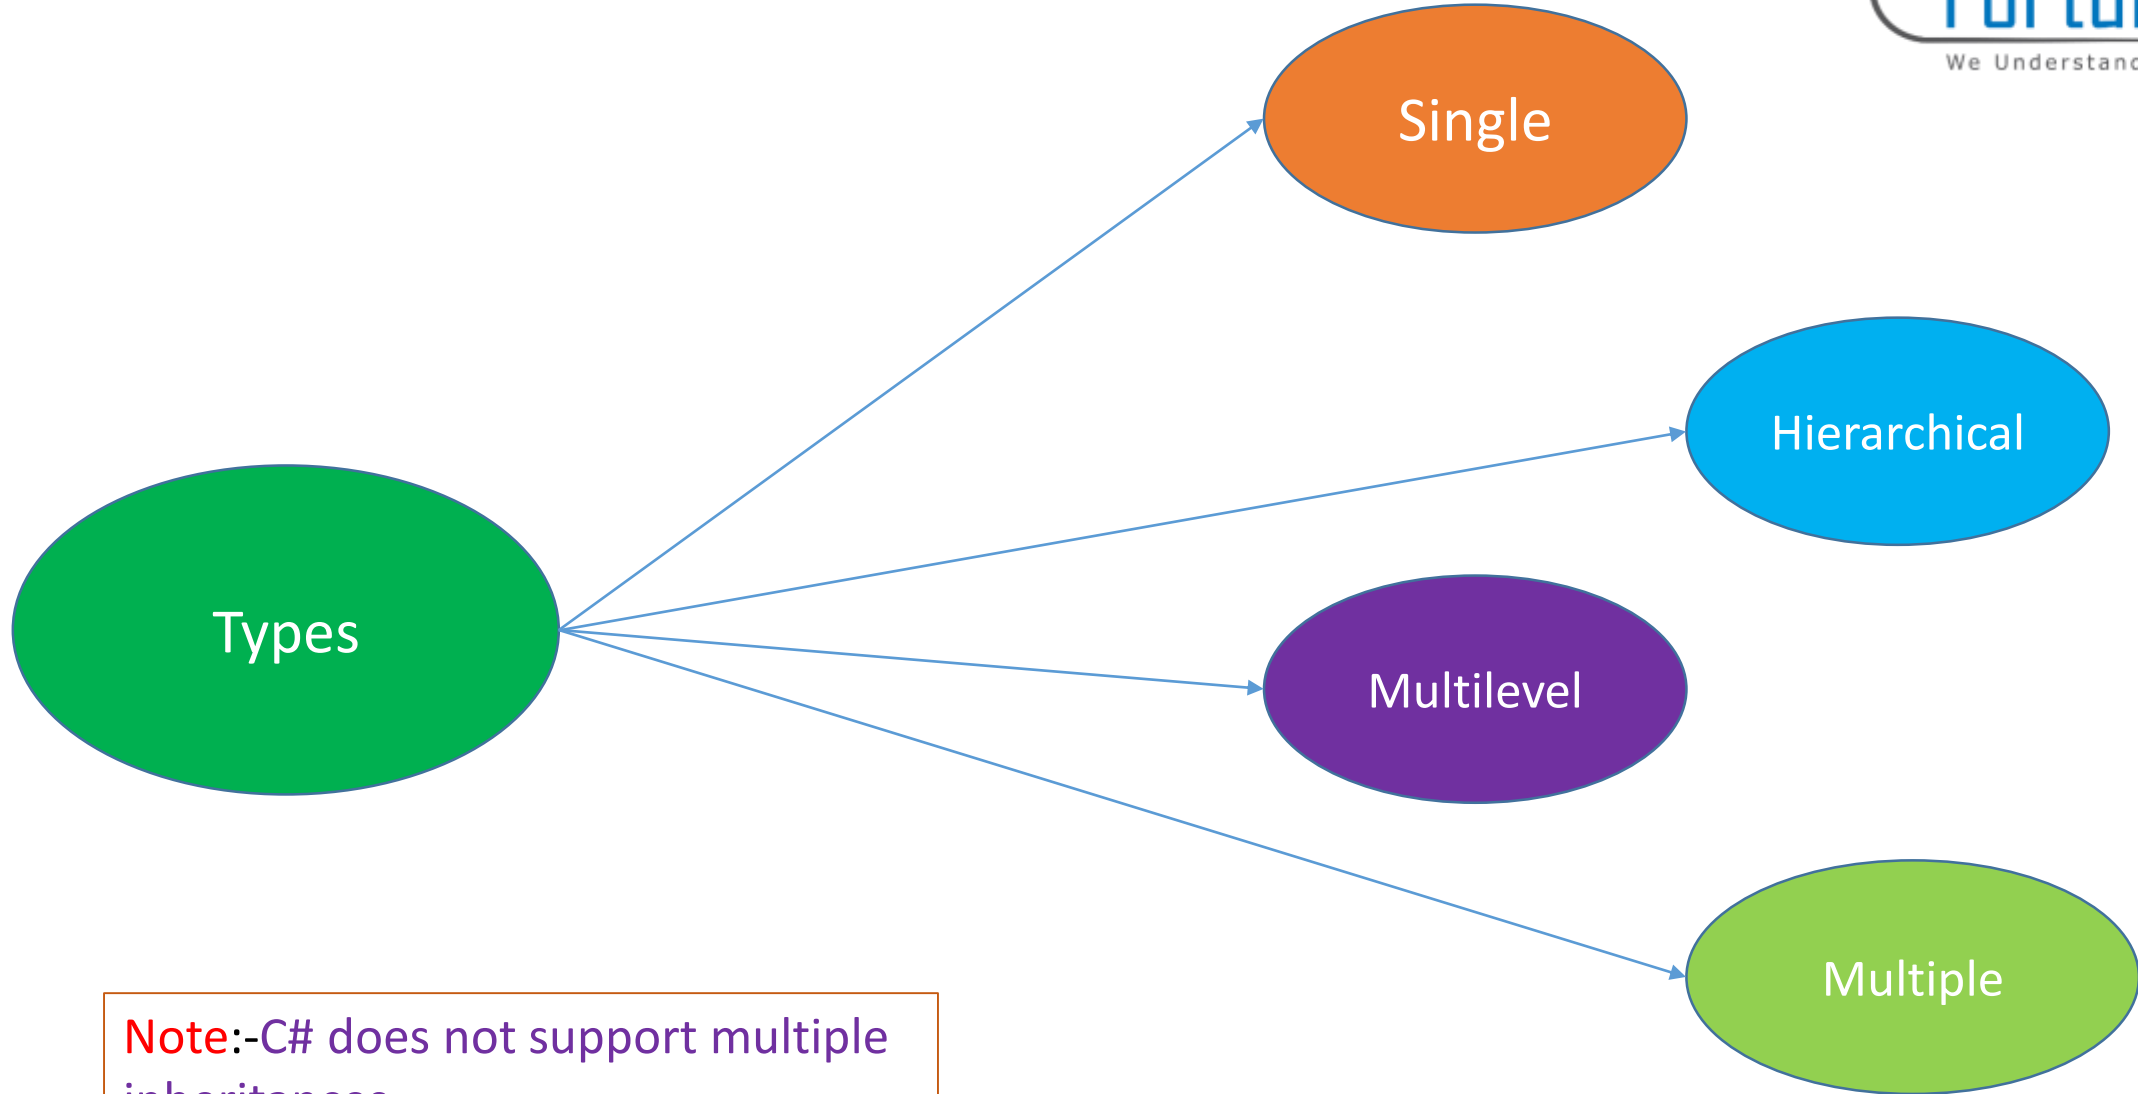 We Understand
Single
Hierarchical
Types
Multilevel
Multiple
Note:-C# does not support multiple